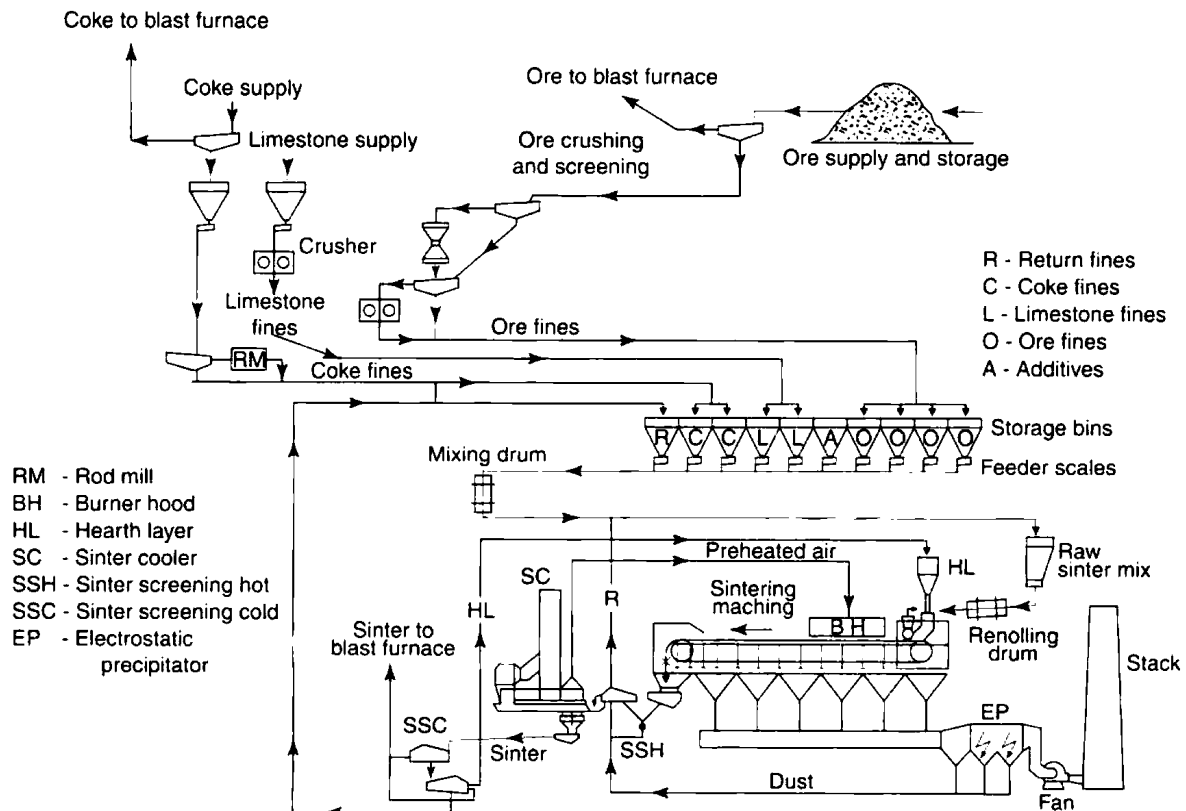 Coke to blast furnace
Coke supply
Limestone supply
Ore to blast furnace
Ore crushing
and screening
Ore supply and storage
Crusher
Limestone
fines
Ore fines
RM
Coke fines
R - Return fines
C - Coke fines
L - Limestone fines
O - Ore fines
A - Additives
R C C L L A O O O O
Storage bins
Feeder scales
Mixing drum
RM - Rod mill
BH - Burner hood
HL - Hearth layer
SC - Sinter cooler
SSH - Sinter screening hot
SSC - Sinter screening cold
EP - Electrostatic
precipitator
Preheated air
HL
Raw
sinter mix
SC
HL
R
Sintering
maching
B H
Renolling
drum
Stack
Sinter to
blast furnace
SSC
Sinter
SSH
EP
Dust
Fan